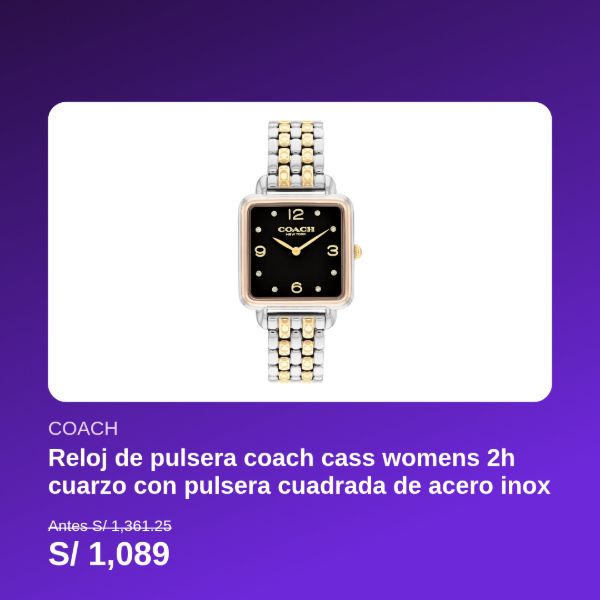 12
COACH
NEW YORK
9
3
6
COACH
Reloj de pulsera coach cass womens 2h
cuarzo con pulsera cuadrada de acero inox
Antes S/ 1,361.25
S/ 1,089